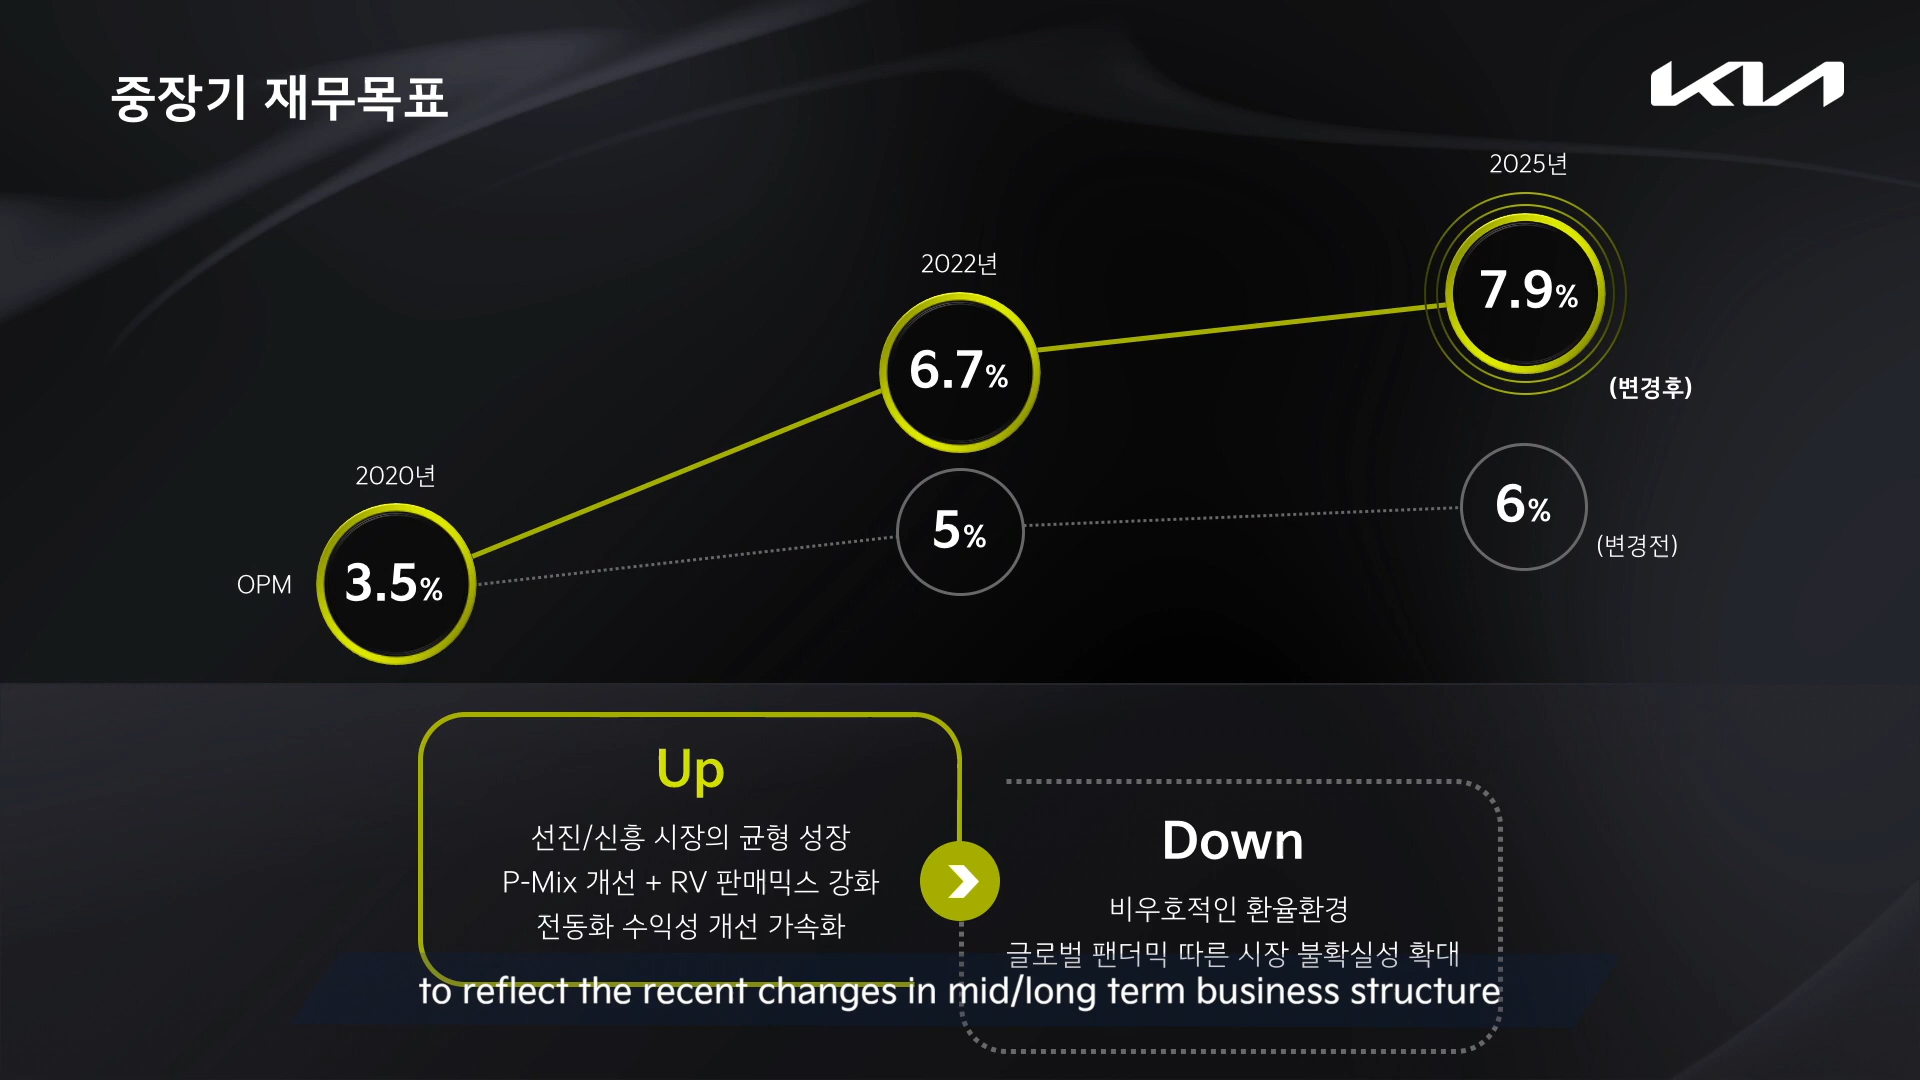 중장기 재무목표
KIA
2025년
7.9%
(변경후)
2022년
6.7%
2020년
OPM
3.5%
5%
6%
(변경전)
Up
선진/신흥 시장의 균형 성장
P-Mix 개선 + RV 판매믹스 강화
전동화 수익성 개선 가속화
Down
비우호적인 환율환경
글로벌 팬더믹 따른 시장 불확실성 확대
to reflect the recent changes in mid/long term business structure